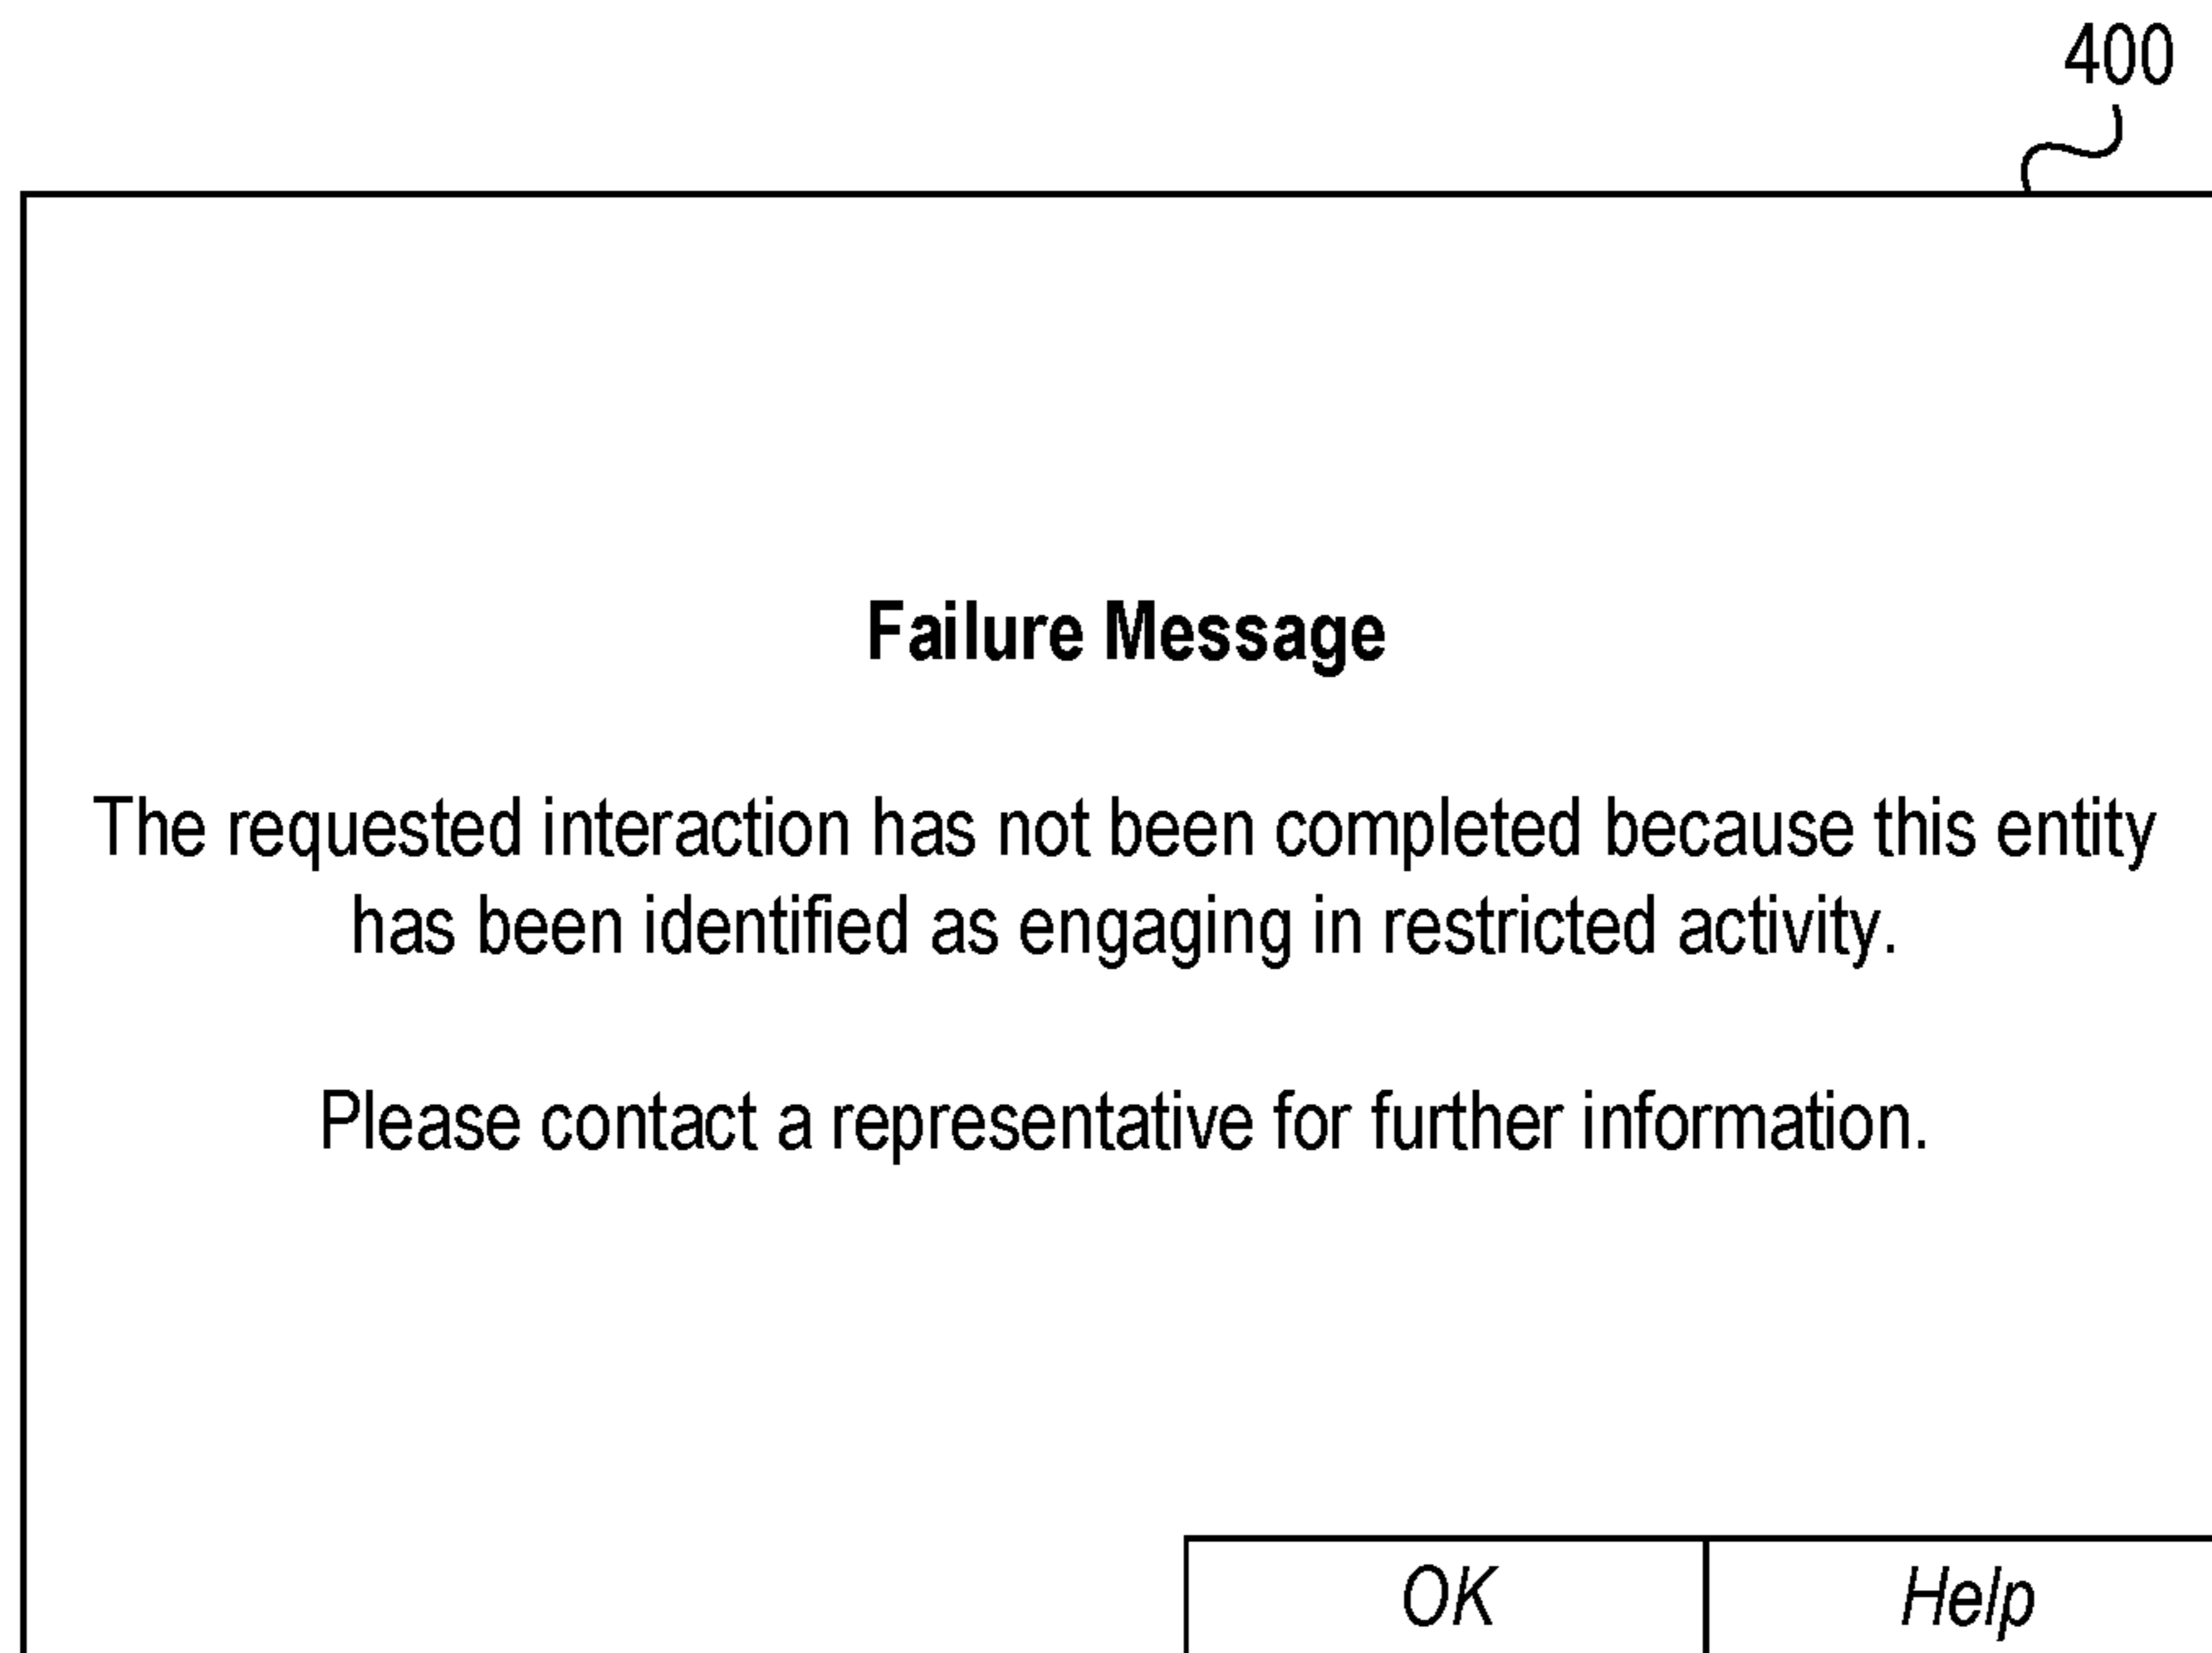 400
Failure Message
The requested interaction has not been completed because this entity
has been identified as engaging in restricted activity.
Please contact a representative for further information.
OK Help